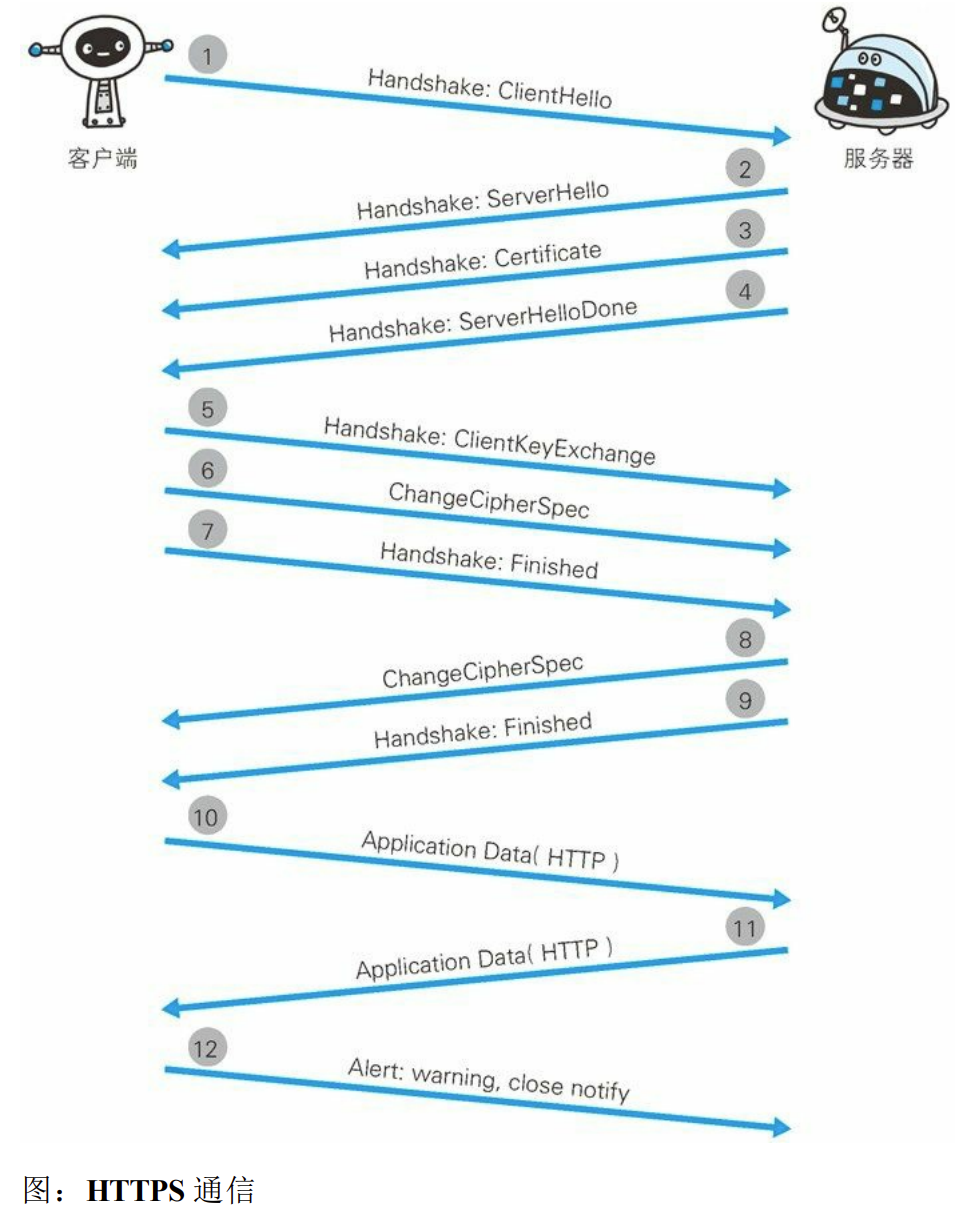 1
Handshake: ClientHello
客户端
服务器
2
Handshake: ServerHello
3
Handshake: Certificate
4
Handshake: ServerHelloDone
5
Handshake: ClientKeyExchange
6
ChangeCipherSpec
7
Handshake: Finished
8
ChangeCipherSpec
9
Handshake: Finished
10
Application Data( HTTP )
11
Application Data( HTTP )
12
Alert: warning, close notify
图：HTTPS 通信